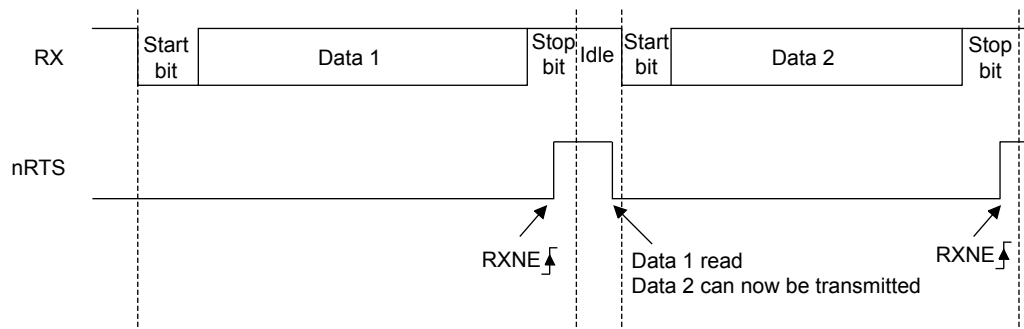 RX
Start bit
Data 1
Stop bit
Idle
Start bit
Data 2
Stop bit
nRTS
RXNE
Data 1 read
Data 2 can now be transmitted
RXNE